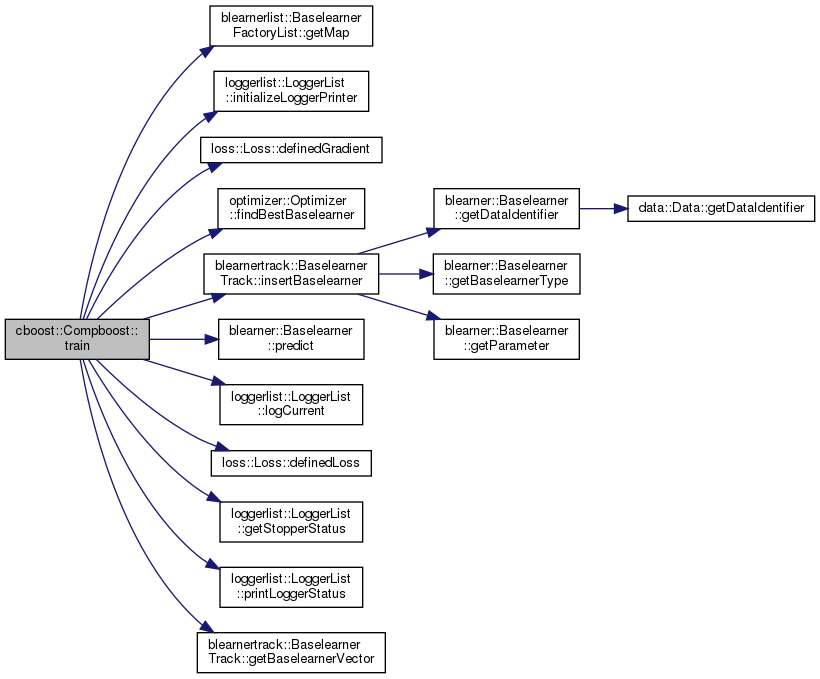 blearnerlist::Baselearner
FactoryList::getMap
loggerlist::LoggerList
::initializeLoggerPrinter
loss::Loss::definedGradient
optimizer::Optimizer
::findBestBaselearner
blearnertrack::Baselearner
Track::insertBaselearner
blearner::Baselearner
::getDataIdentifier
data::Data::getDataIdentifier
blearner::Baselearner
::getBaselearnerType
blearner::Baselearner
::getParameter
cboost::Compboost::
train
blearner::Baselearner
::predict
loggerlist::LoggerList
::logCurrent
loss::Loss::definedLoss
loggerlist::LoggerList
::getStopperStatus
loggerlist::LoggerList
::printLoggerStatus
blearnertrack::Baselearner
Track::getBaselearnerVector